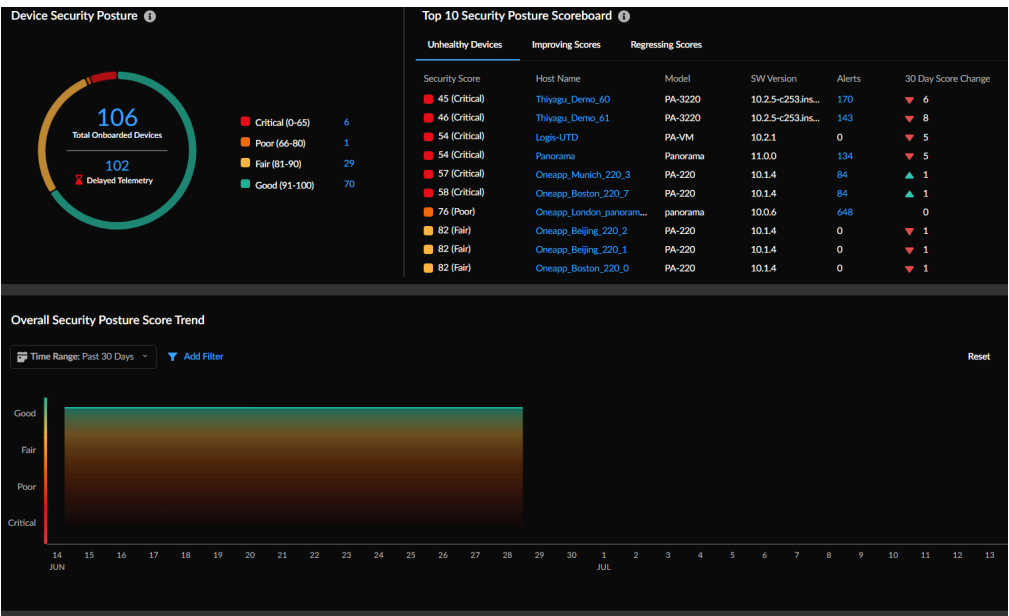 Device Security Posture
106
Total Onboarded Devices
102
Delayed Telemetry
Critical (0-65) 6
Poor (66-80) 1
Fair (81-90) 29
Good (91-100) 70
Top 10 Security Posture Scoreboard
Unhealthy Devices Improving Scores Regressing Scores
Security Score Host Name Model SW Version Alerts 30 Day Score Change
45 (Critical) Thiyagu_Demo_60 PA-3220 10.2.5-c253.ins... 170 6
46 (Critical) Thiyagu_Demo_61 PA-3220 10.2.5-c253.ins... 143 8
54 (Critical) Logis-UTD PA-VM 10.2.1 0 5
54 (Critical) Panorama Panorama 11.0.0 134 5
57 (Critical) Oneapp_Munich_220_3 PA-220 10.1.4 84 1
58 (Critical) Oneapp_Boston_220_7 PA-220 10.1.4 84 1
76 (Poor) Oneapp_London_panoram... panorama 10.0.6 648 0
82 (Fair) Oneapp_Beijing_220_2 PA-220 10.1.4 0 1
82 (Fair) Oneapp_Beijing_220_1 PA-220 10.1.4 0 1
82 (Fair) Oneapp_Boston_220_0 PA-220 10.1.4 0 1
Overall Security Posture Score Trend
Time Range: Past 30 Days Add Filter Reset
Good
Fair
Poor
Critical
14 15 16 17 18 19 20 21 22 23 24 25 26 27 28 29 30 1 2 3 4 5 6 7 8 9 10 11 12 13
JUN JUL